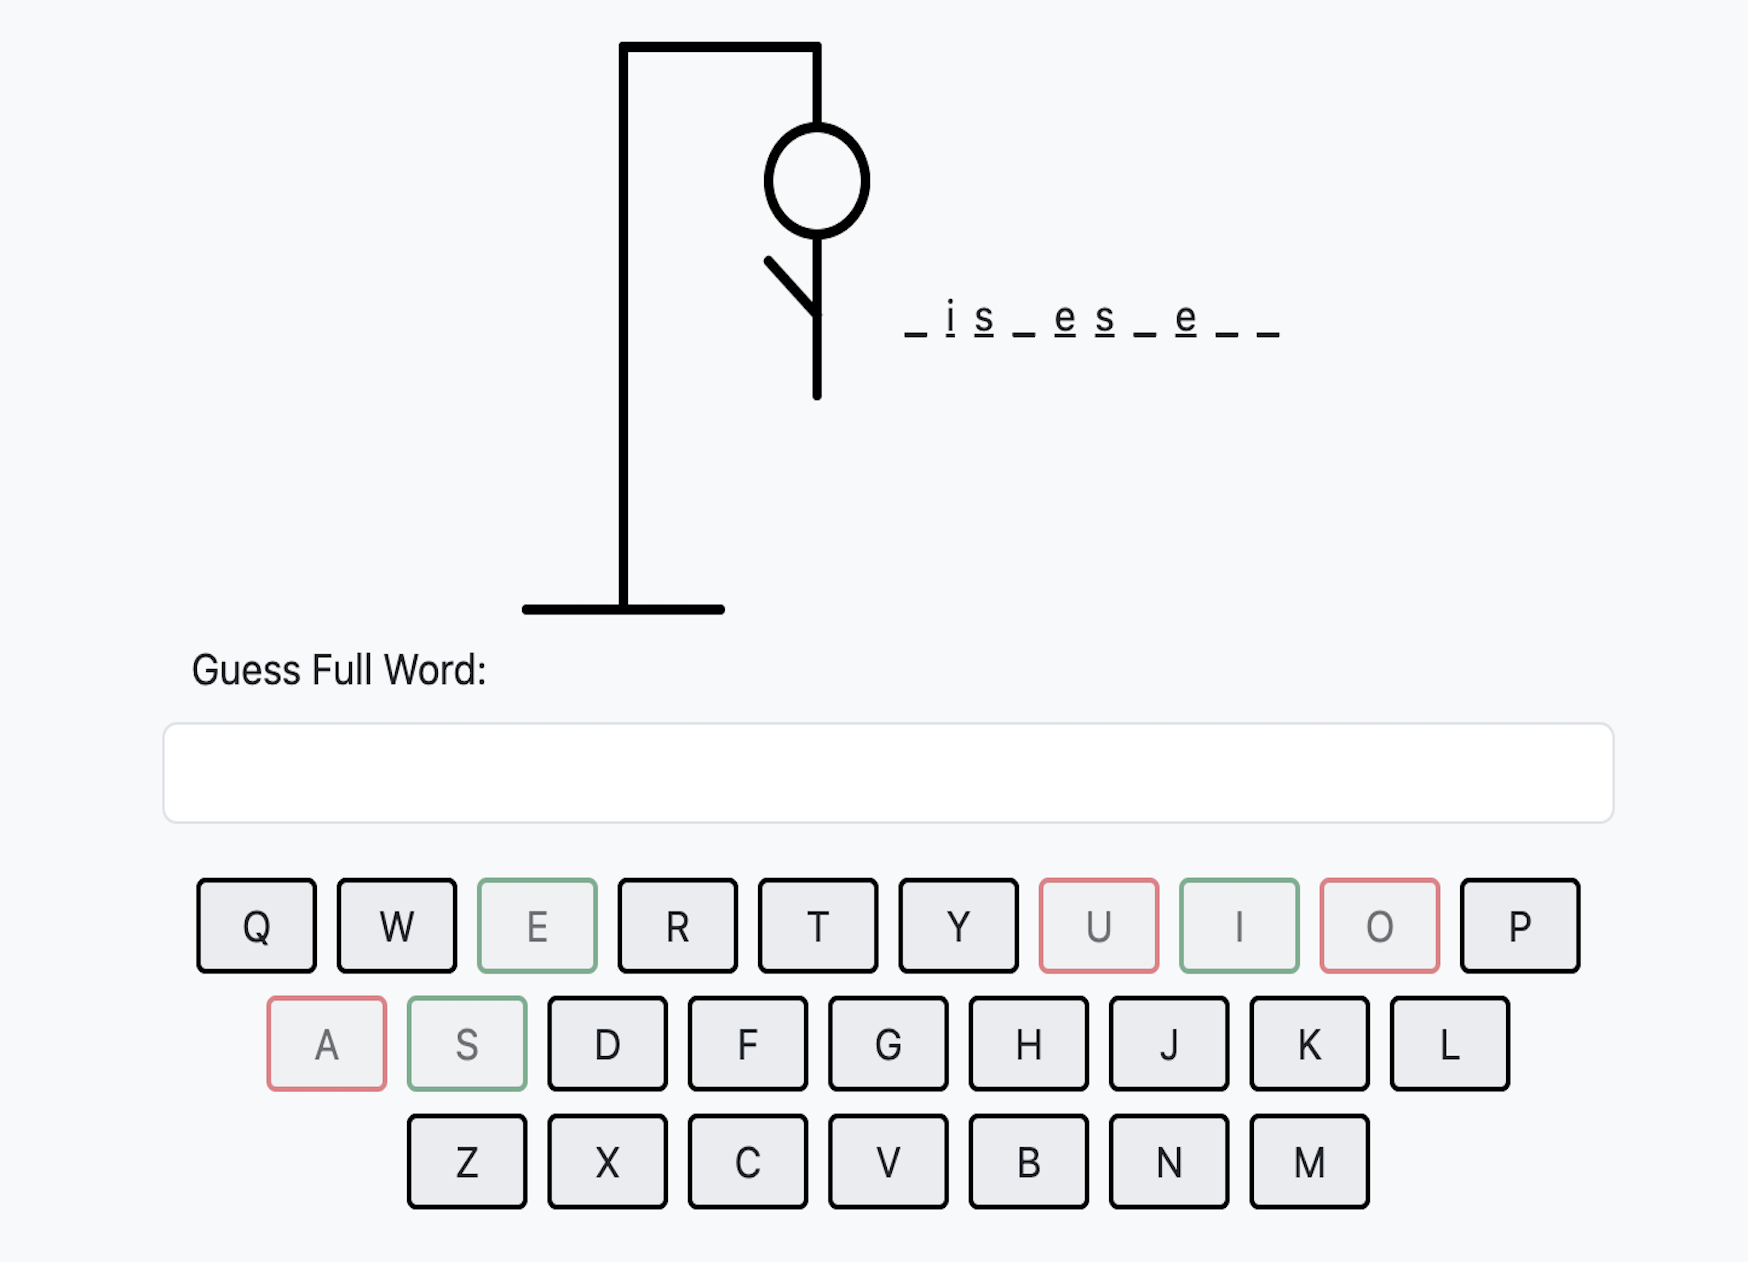 _ i s _ e s _ e _ _
Guess Full Word:
Q W E R T Y U I O P
A S D F G H J K L
Z X C V B N M